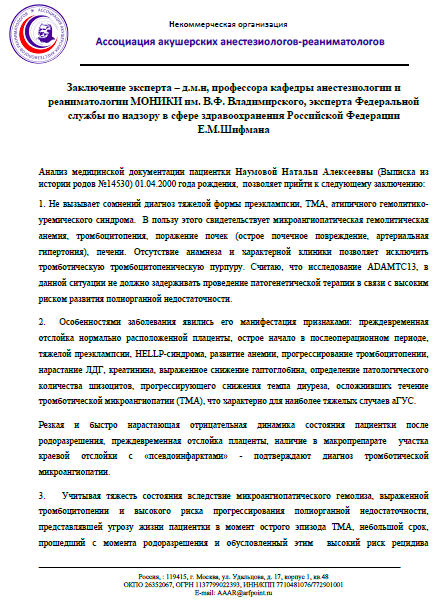 Некоммерческая организация
Ассоциация акушерских анестезиологов-реаниматологов
Заключение эксперта – д.м.н, профессора кафедры анестезиологии и
реаниматологии МОНИКИ им. В.Ф. Владимирского, эксперта Федеральной
службы по надзору в сфере здравоохранения Российской Федерации
Е.М.Шифмана
Анализ медицинской документации пациентки Наумовой Натальи Алексеевны (Выписка из
истории родов №14530) 01.04.2000 года рождения, позволяет прийти к следующему заключению:
1. Не вызывает сомнений диагноз тяжелой формы преэклампсии, ТМА, атипичного гемолитико-
уремического синдрома. В пользу этого свидетельствует микроангиопатическая гемолитическая
анемия, тромбоцитопения, поражение почек (острое почечное повреждение, артериальная
гипертония), печени. Отсутствие анамнеза и характерной клиники позволяет исключить
тромботическую тромбоцитопеническую пурпуру. Считаю, что исследование ADAMTC13, в
данной ситуации не должно задерживать проведение патогенетической терапии в связи с высоким
риском развития полиорганной недостаточности.
2. Особенностями заболевания явились его манифестация признаками: преждевременная
отслойка нормально расположенной плаценты, острое начало в послеоперационном периоде,
тяжелой преэклампсии, HELLP-синдрома, развитие анемии, прогрессирование тромбоцитопении,
нарастание ЛДГ, креатинина, выраженное снижение гаптоглобина, определение патологического
количества шизоцитов, прогрессирующего снижения темпа диуреза, осложнивших течение
тромботической микроангиопатии (ТМА), что характерно для наиболее тяжелых случаев аГУС.
Резкая и быстро нарастающая отрицательная динамика состояния пациентки после
родоразрешения, преждевременная отслойка плаценты, наличие в макропрепарате участка
краевой отслойки с «псевдоинфарктами» - подтверждают диагноз тромботической
микроангиопатии.
3. Учитывая тяжесть состояния вследствие микроангиопатического гемолиза, выраженной
тромбоцитопении и высокого риска прогрессирования полиорганной недостаточности,
представлявшей угрозу жизни пациентки в момент острого эпизода ТМА, небольшой срок,
прошедший с момента родоразрешения и обусловленный этим высокий риск рецидива
Россия, : 119415, г. Москва, ул. Удальцова, д. 17, корпус 1, кв.48
ОКПО 26352067, ОГРН 1137799022393, ИНН/КПП 7710481076/772901001
E-mail: AAAR@arfpoint.ru